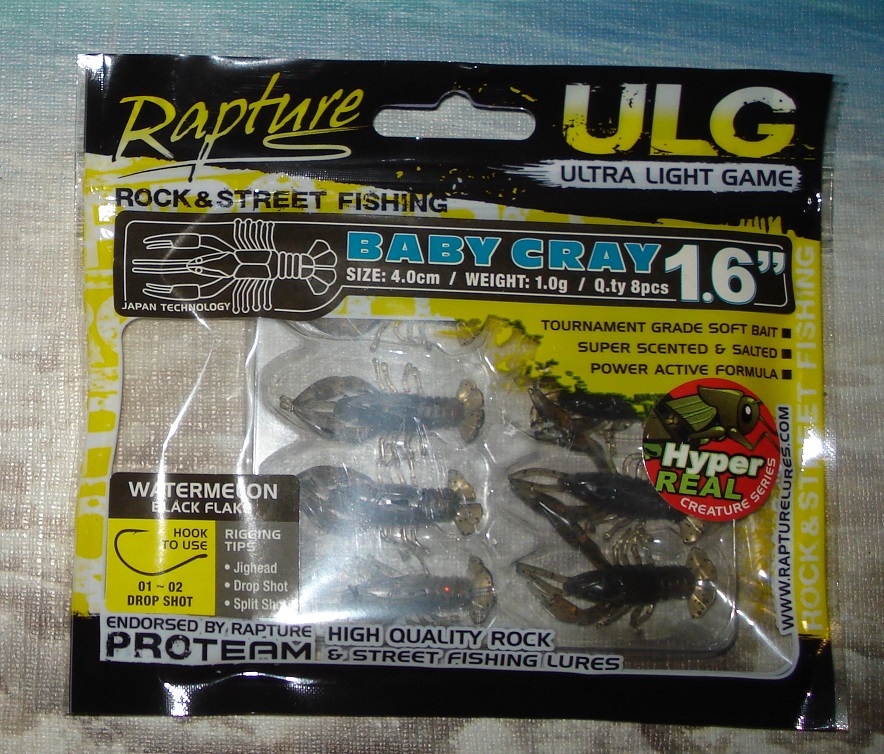 Rapture
ULG
ULTRA LIGHT GAME
ROCK & STREET FISHING
BABY CRAY 1.6”
SIZE: 4.0cm / WEIGHT: 1.0g / Q.ty 8pcs
JAPAN TECHNOLOGY
TOURNAMENT GRADE SOFT BAIT
SUPER SCENTED & SALTED
POWER ACTIVE FORMULA
Hyper
REAL
CREATURE SERIES
WATERMELON
BLACK FLAKE
HOOK
TO USE
01 ~ 02
DROP SHOT
RIGGING
TIPS
• Jighead
• Drop Shot
• Split Shot
WWW.RAPTURELURES.COM
ROCK & STREET FISHING
ENDORSED BY RAPTURE
PROTEAM
HIGH QUALITY ROCK
& STREET FISHING LURES